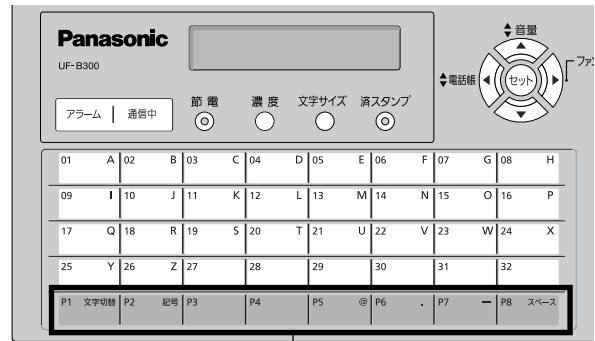 Panasonic
UF-B300
アラーム 通信中
節電 濃度 文字サイズ 済スタンプ
音量
電話帳 セット
01 A 02 B 03 C 04 D 05 E 06 F 07 G 08 H
09 I 10 J 11 K 12 L 13 M 14 N 15 O 16 P
17 Q 18 R 19 S 20 T 21 U 22 V 23 W 24 X
25 Y 26 Z 27 28 29 30 31 32
P1 文字切替 P2 記号 P3 P4 P5 @ P6 . P7 ー P8 スペース